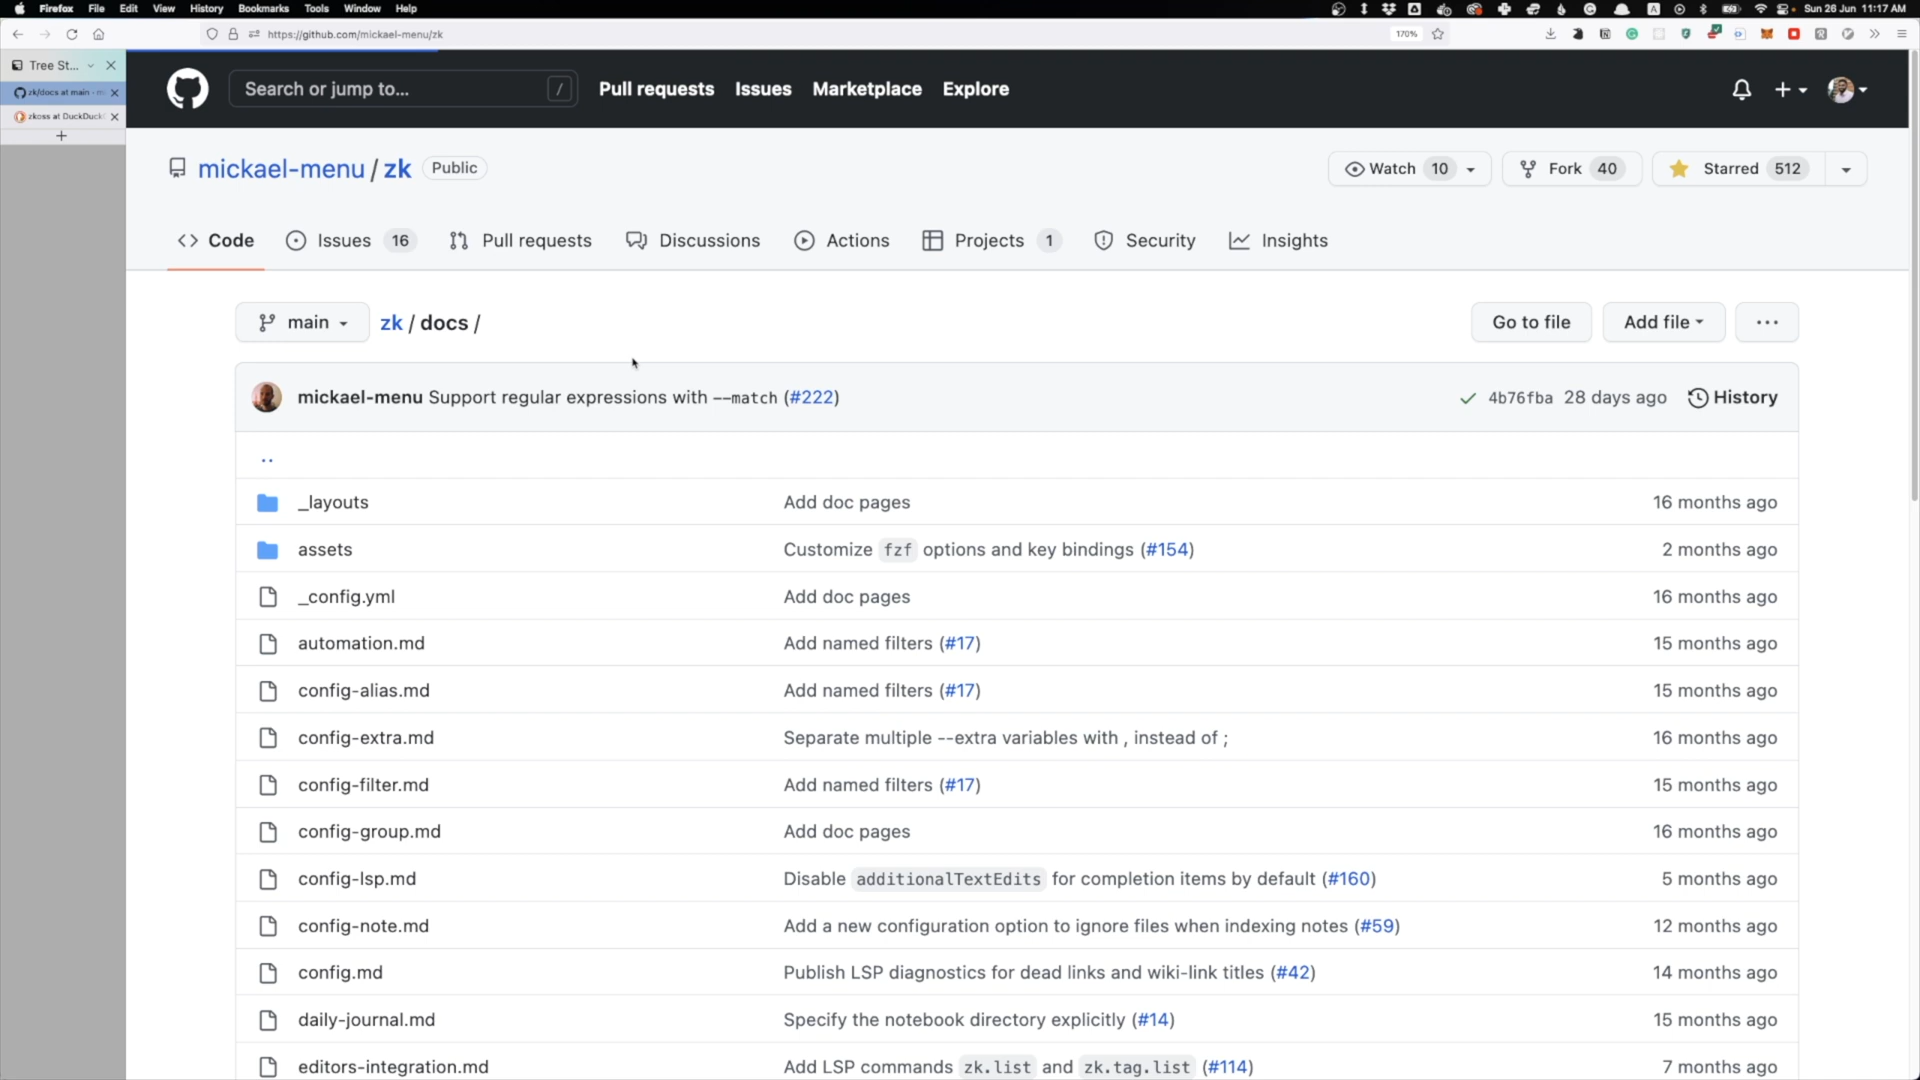 Firefox File Edit View History Bookmarks Tools Window Help
Sun 26 Jun 11:17 AM
https://github.com/mickael-menu/zk
170%
Tree St...
zk/docs at main - m
zkoss at DuckDuck
Search or jump to... /
Pull requests Issues Marketplace Explore
mickael-menu / zk Public
Watch 10
Fork 40
Starred 512
Code
Issues 16
Pull requests
Discussions
Actions
Projects 1
Security
Insights
main
zk / docs /
Go to file
Add file
mickael-menu Support regular expressions with --match (#222)
4b76fba 28 days ago History
..
_layouts Add doc pages 16 months ago
assets Customize fzf options and key bindings (#154) 2 months ago
_config.yml Add doc pages 16 months ago
automation.md Add named filters (#17) 15 months ago
config-alias.md Add named filters (#17) 15 months ago
config-extra.md Separate multiple --extra variables with , instead of ; 16 months ago
config-filter.md Add named filters (#17) 15 months ago
config-group.md Add doc pages 16 months ago
config-lsp.md Disable additionalTextEdits for completion items by default (#160) 5 months ago
config-note.md Add a new configuration option to ignore files when indexing notes (#59) 12 months ago
config.md Publish LSP diagnostics for dead links and wiki-link titles (#42) 14 months ago
daily-journal.md Specify the notebook directory explicitly (#14) 15 months ago
editors-integration.md Add LSP commands zk.list and zk.tag.list (#114) 7 months ago